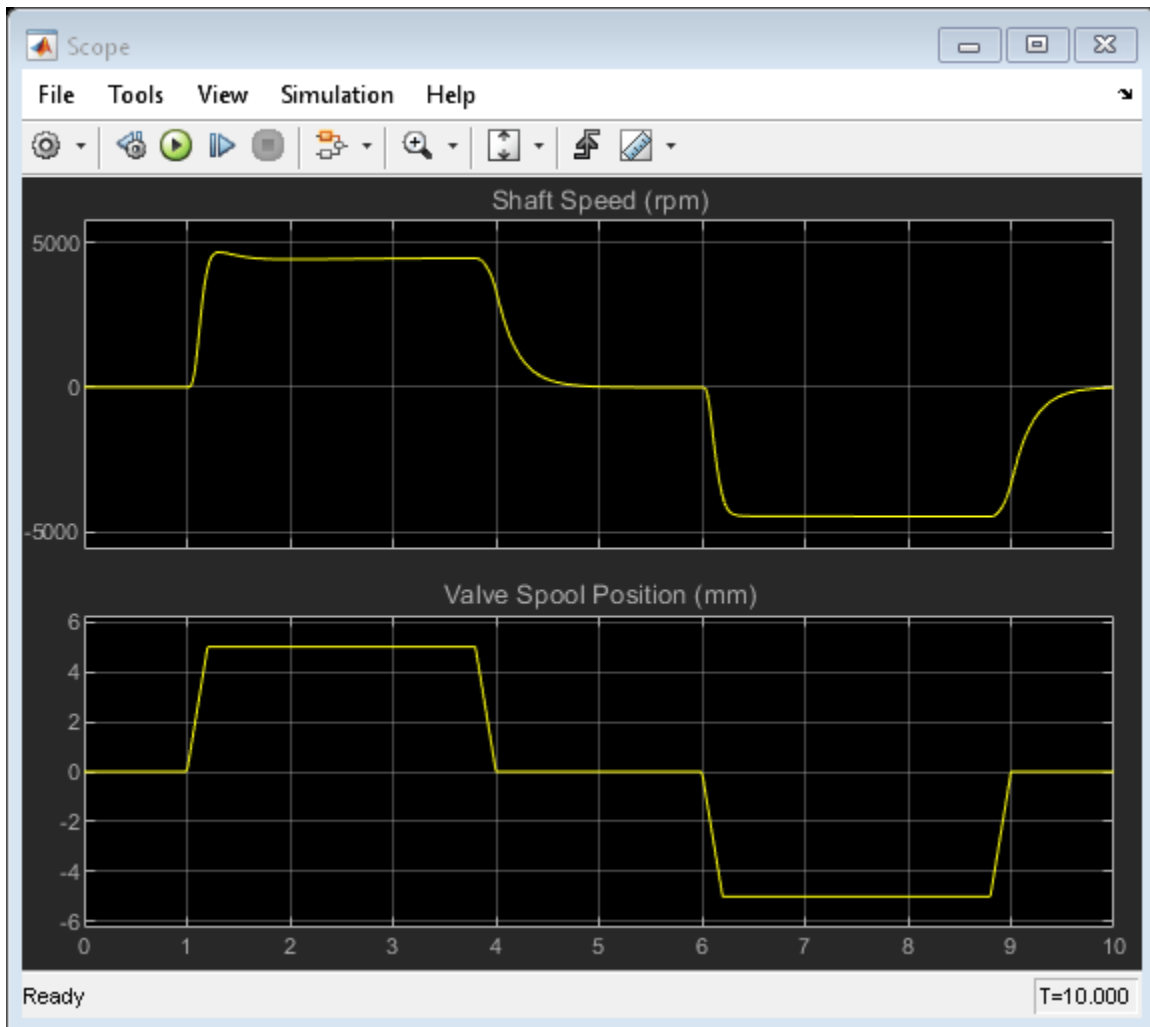 Scope
File Tools View Simulation Help
Shaft Speed (rpm)
5000
0
-5000
Valve Spool Position (mm)
6
4
2
0
-2
-4
-6
0 1 2 3 4 5 6 7 8 9 10
Ready T=10.000